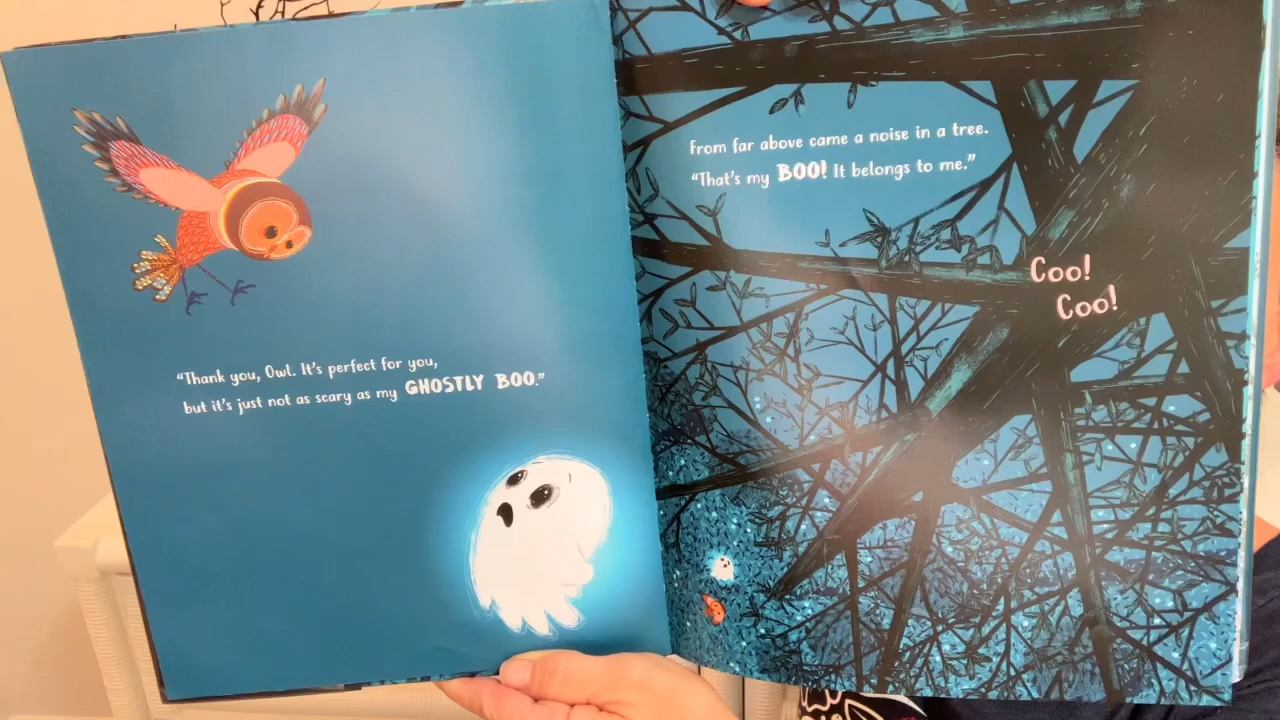 “Thank you, Owl. It’s perfect for you,
but it’s just not as scary as my GHOSTLY BOO.”
From far above came a noise in a tree.
“That’s my BOO! It belongs to me.”
Coo!
Coo!